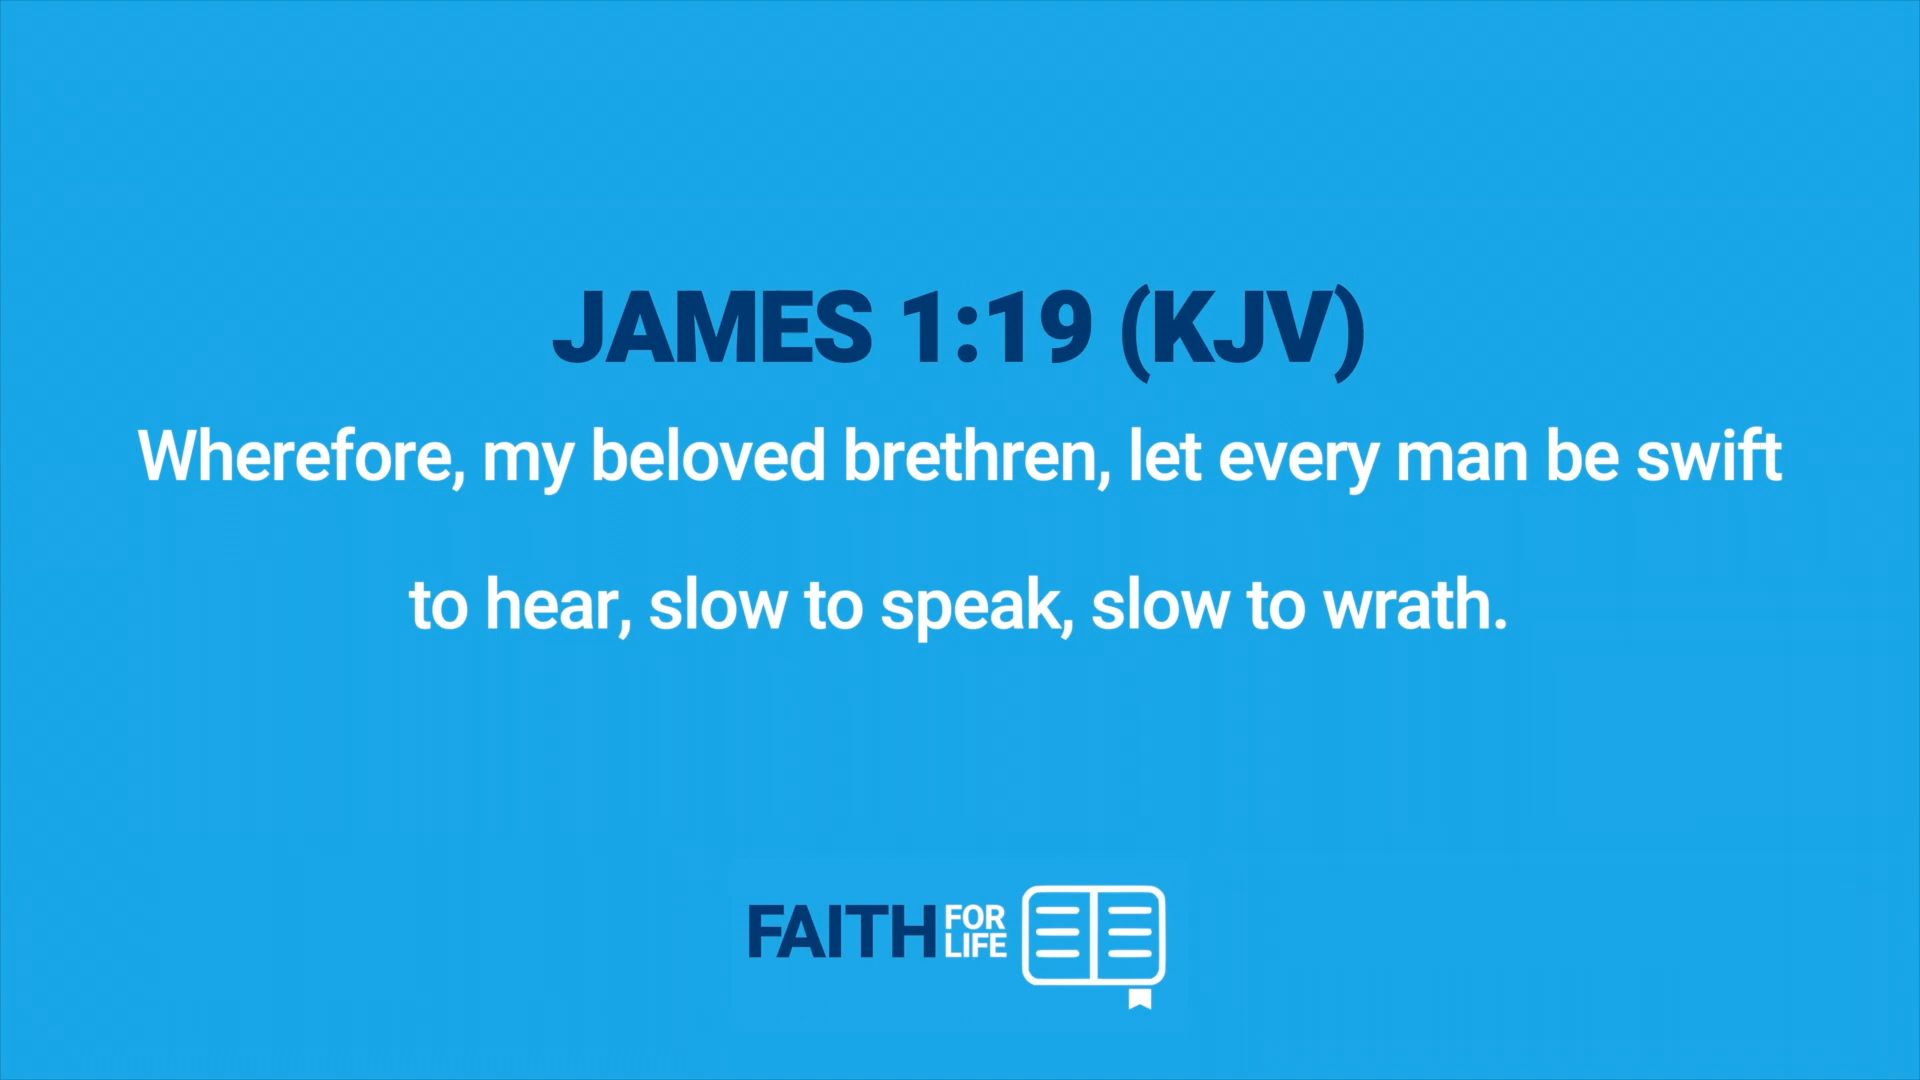 JAMES 1:19 (KJV)
Wherefore, my beloved brethren, let every man be swift
to hear, slow to speak, slow to wrath.
FAITH FOR
LIFE